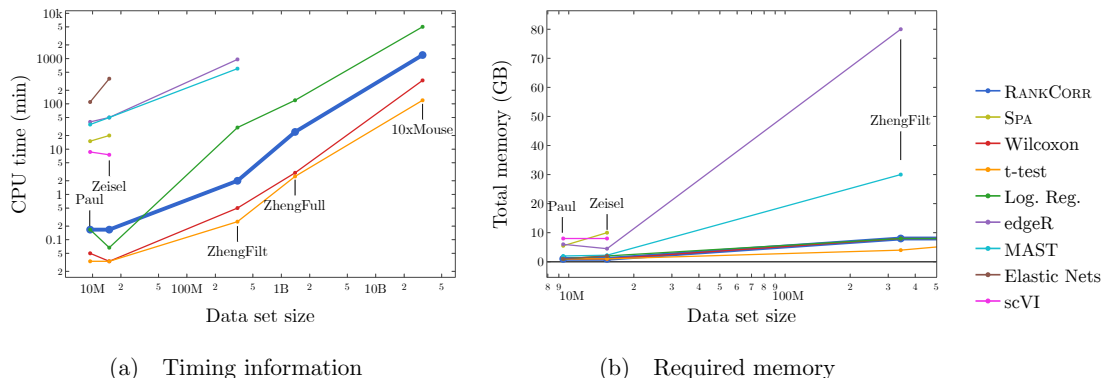 CPU time (min)
10k
5
2
1000
5
2
100
5
2
10
5
2
1
5
2
0.1
5
2
Paul
Zeisel
ZhengFilt
ZhengFull
10xMouse
10M 2 5 100M 2 5 1B 2 5 10B 2 5
Data set size
(a) Timing information
Total memory (GB)
80
70
60
50
40
30
20
10
0
Paul
Zeisel
ZhengFilt
8 9 10M 2 3 4 5 6 7 8 9 100M 2 3 4 5
Data set size
(b) Required memory
RankCorr
Spa
Wilcoxon
t-test
Log. Reg.
edgeR
MAST
Elastic Nets
scVI